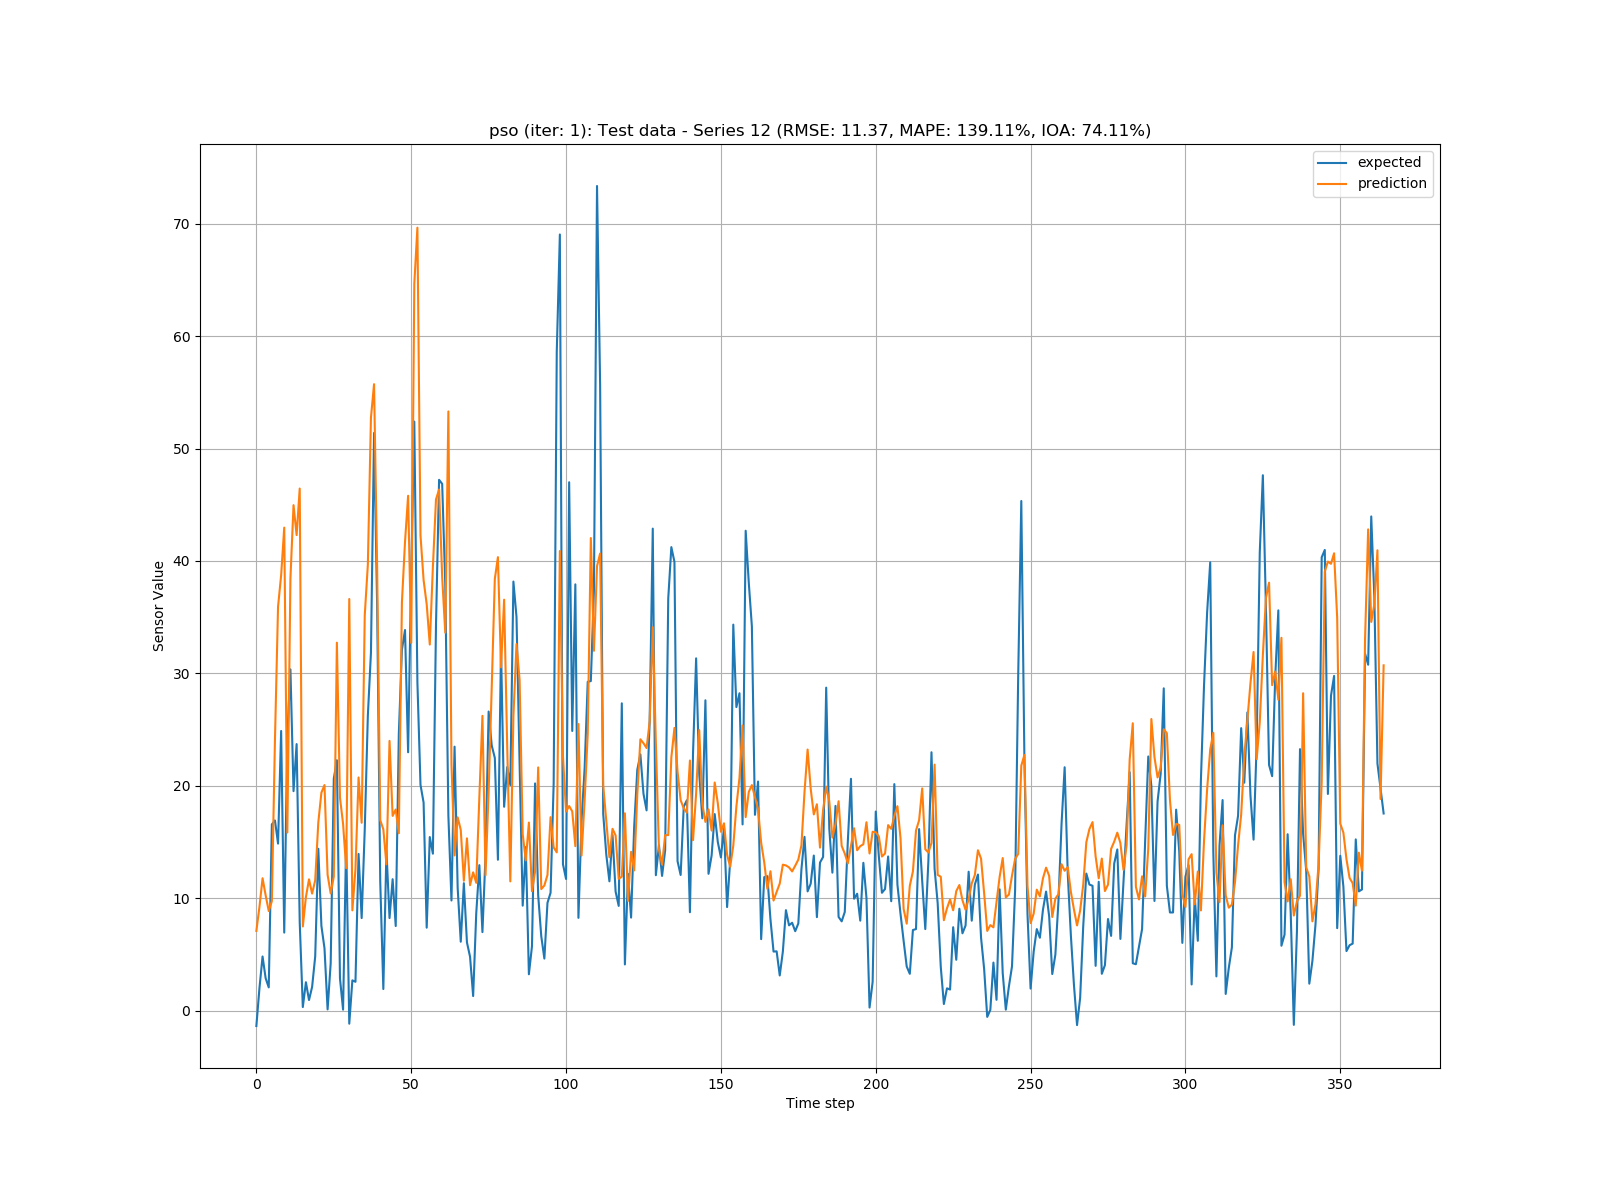 pso (iter: 1): Test data - Series 12 (RMSE: 11.37, MAPE: 139.11%, IOA: 74.11%)
expected
prediction
70
60
50
40
30
20
10
0
Sensor Value
0 50 100 150 200 250 300 350
Time step